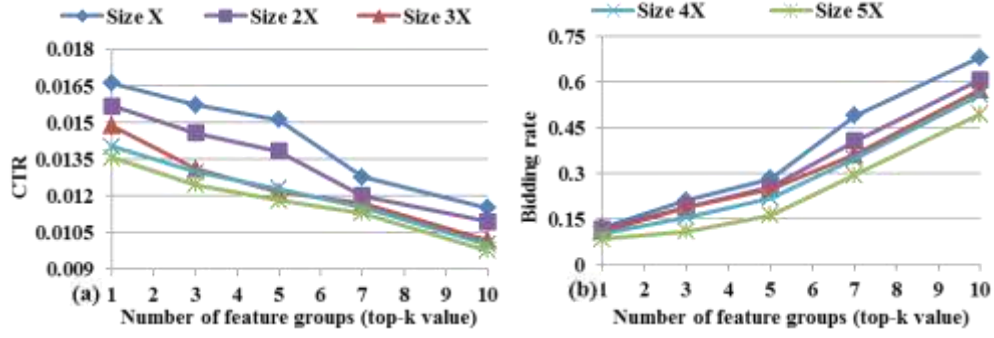 Size X Size 2X Size 3X
Size 4X Size 5X
0.018
0.0165
0.015
0.0135
0.012
0.0105
0.009
CTR
(a) 1 2 3 4 5 6 7 8 9 10
Number of feature groups (top-k value)
0.75
0.6
0.45
0.3
0.15
0
Bidding rate
(b) 1 2 3 4 5 6 7 8 9 10
Number of feature groups (top-k value)